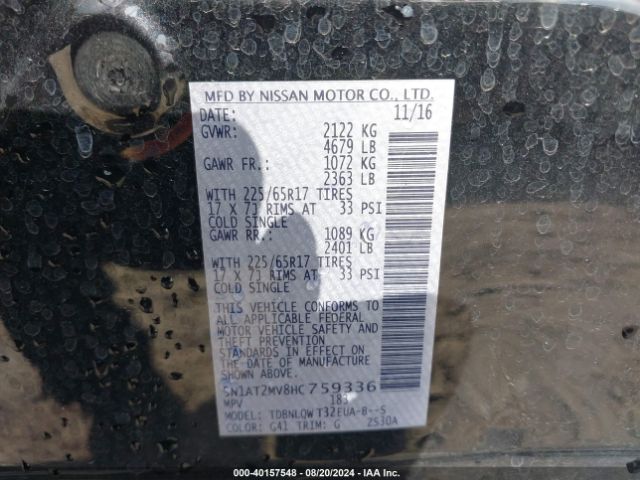 MFD BY NISSAN MOTOR CO., LTD.
DATE: 11/16
GVWR: 2122 KG
4679 LB
GAWR FR.: 1072 KG
2363 LB
WITH 225/65R17 TIRES
17 X 7J RIMS AT 33 PSI
COLD SINGLE
GAWR RR.: 1089 KG
2401 LB
WITH 225/65R17 TIRES
17 X 7J RIMS AT 33 PSI
COLD SINGLE
THIS VEHICLE CONFORMS TO
ALL APPLICABLE FEDERAL
MOTOR VEHICLE SAFETY AND
THEFT PREVENTION
STANDARDS IN EFFECT ON
THE DATE OF MANUFACTURE
SHOWN ABOVE.
5N1AT2MV8HC759336
MPV 183
MODEL: TDBNLQWT32EUA-B--S
COLOR: G41 TRIM: G 2530A
000-40157548 - 08/20/2024 - IAA Inc.